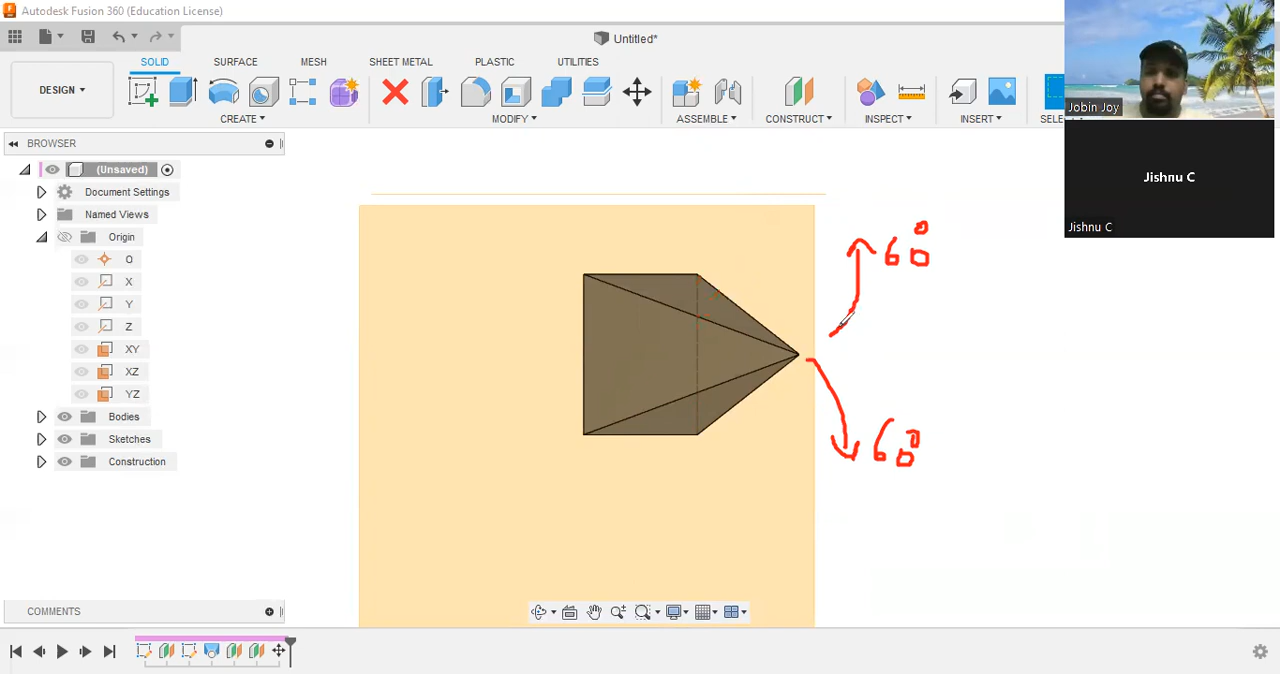 Autodesk Fusion 360 (Education License)
Untitled*
SOLID SURFACE MESH SHEET METAL PLASTIC UTILITIES
DESIGN
CREATE MODIFY ASSEMBLE CONSTRUCT INSPECT INSERT SEL
Jobin Joy
Jishnu C
Jishnu C
BROWSER
(Unsaved)
Document Settings
Named Views
Origin
O
X
Y
Z
XY
XZ
YZ
Bodies
Sketches
Construction
60°
60°
COMMENTS